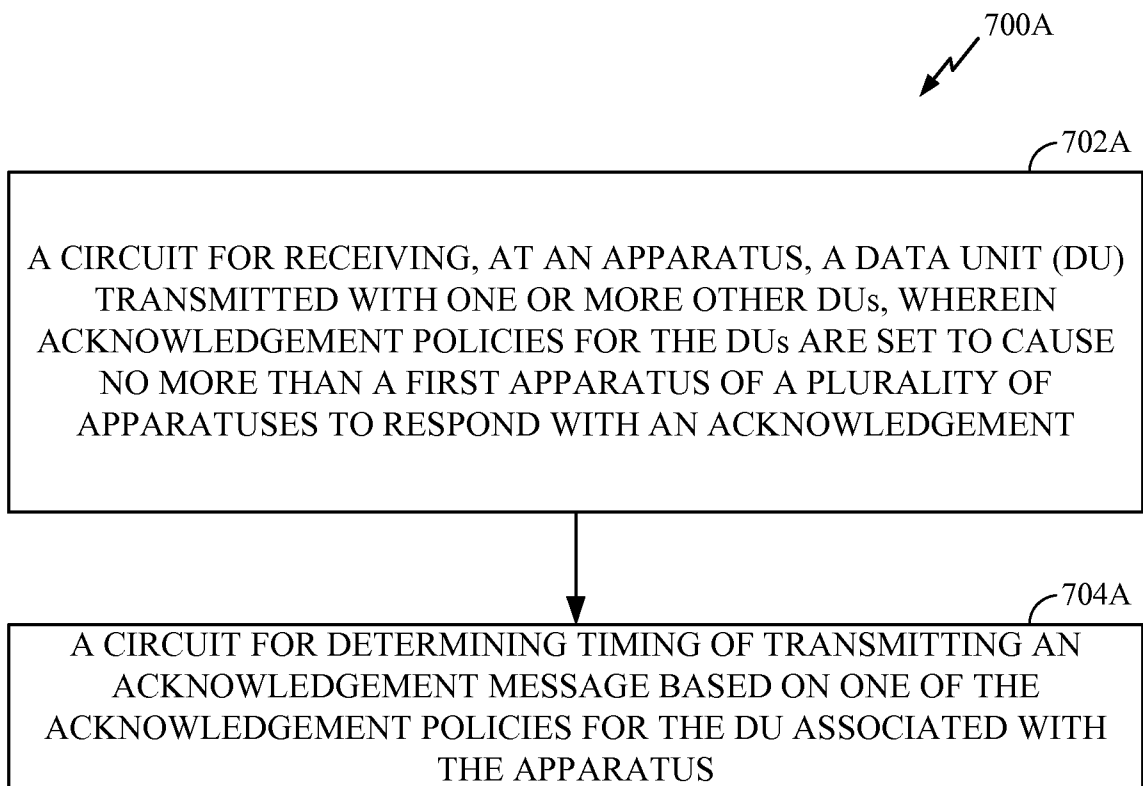 700A
702A
A CIRCUIT FOR RECEIVING, AT AN APPARATUS, A DATA UNIT (DU)
TRANSMITTED WITH ONE OR MORE OTHER DUs, WHEREIN
ACKNOWLEDGEMENT POLICIES FOR THE DUs ARE SET TO CAUSE
NO MORE THAN A FIRST APPARATUS OF A PLURALITY OF
APPARATUSES TO RESPOND WITH AN ACKNOWLEDGEMENT
704A
A CIRCUIT FOR DETERMINING TIMING OF TRANSMITTING AN
ACKNOWLEDGEMENT MESSAGE BASED ON ONE OF THE
ACKNOWLEDGEMENT POLICIES FOR THE DU ASSOCIATED WITH
THE APPARATUS